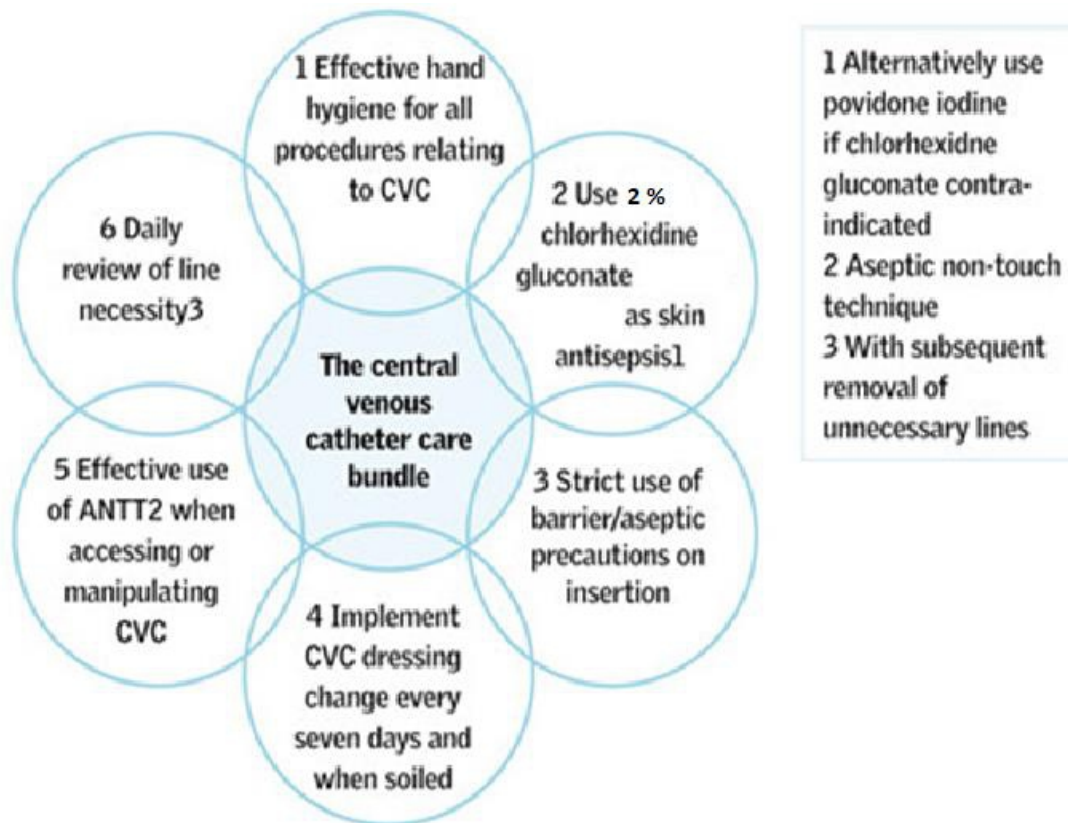 1 Effective hand
hygiene for all
procedures relating
to CVC
2 Use 2 %
chlorhexidine
gluconate
as skin
antisepsis1
3 Strict use of
barrier/aseptic
precautions on
insertion
4 Implement
CVC dressing
change every
seven days and
when soiled
5 Effective use
of ANTT2 when
accessing or
manipulating
CVC
6 Daily
review of line
necessity3
The central
venous
catheter care
bundle
1 Alternatively use
povidone iodine
if chlorhexidne
gluconate contra-
indicated
2 Aseptic non-touch
technique
3 With subsequent
removal of
unnecessary lines